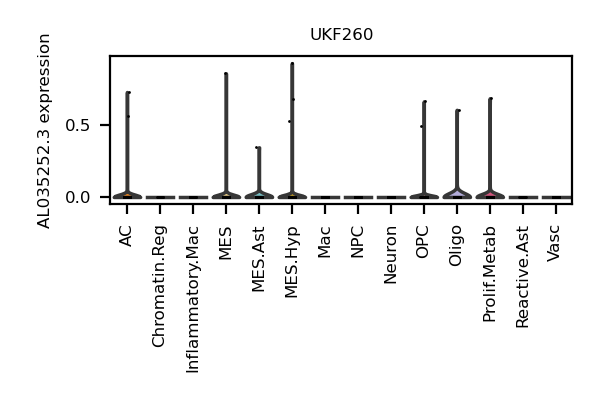 UKF260
AL035252.3 expression
0.5
0.0
AC
Chromatin.Reg
Inflammatory.Mac
MES
MES.Ast
MES.Hyp
Mac
NPC
Neuron
OPC
Oligo
Prolif.Metab
Reactive.Ast
Vasc